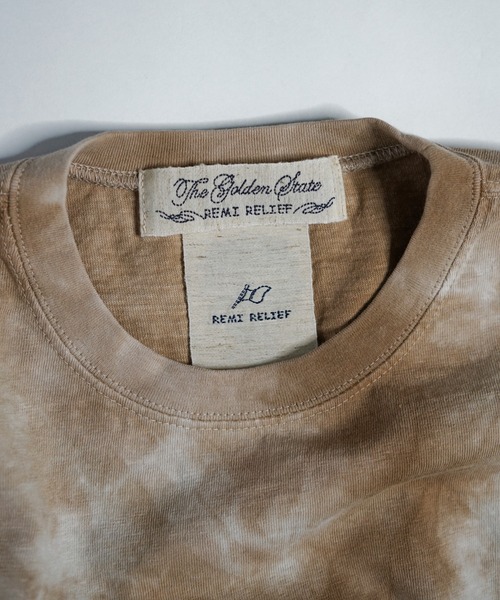 The Golden State
REMI RELIEF
REMI RELIEF